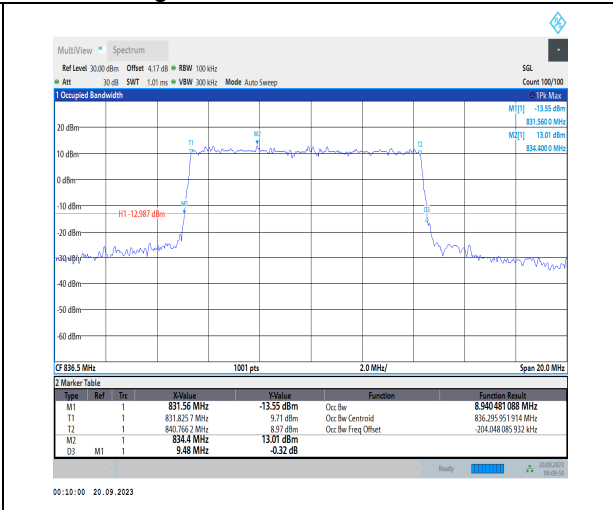 MultiView Spectrum
Ref Level 30.00 dBm Offset 4.17 dB RBW 100 kHz SGL
Att 30 dB SWT 1.01 ms VBW 300 kHz Mode Auto Sweep Count 100/100
1 Occupied Bandwidth 1Pk Max
M1[1] -13.55 dBm
831.5600 MHz
M2[1] 13.01 dBm
834.4000 MHz
20 dBm
M2
T1
T2
10 dBm
0 dBm
-10 dBm
M1
D3
H1 -12.987 dBm
-20 dBm
-30 dBm
-40 dBm
-50 dBm
-60 dBm
CF 836.5 MHz 1001 pts 2.0 MHz/ Span 20.0 MHz
2 Marker Table
Type Ref Trc X-Value Y-Value Function Function Result
M1 1 831.56 MHz -13.55 dBm Occ Bw 8.940 481 088 MHz
T1 1 831.825 7 MHz 9.71 dBm Occ Bw Centroid 836.295 951 914 MHz
T2 1 840.766 2 MHz 8.97 dBm Occ Bw Freq Offset -204.048 085 932 kHz
M2 1 834.4 MHz 13.01 dBm
D3 M1 1 9.48 MHz -0.32 dB
Ready 20.09.2023
00:09:59
00:10:00 20.09.2023